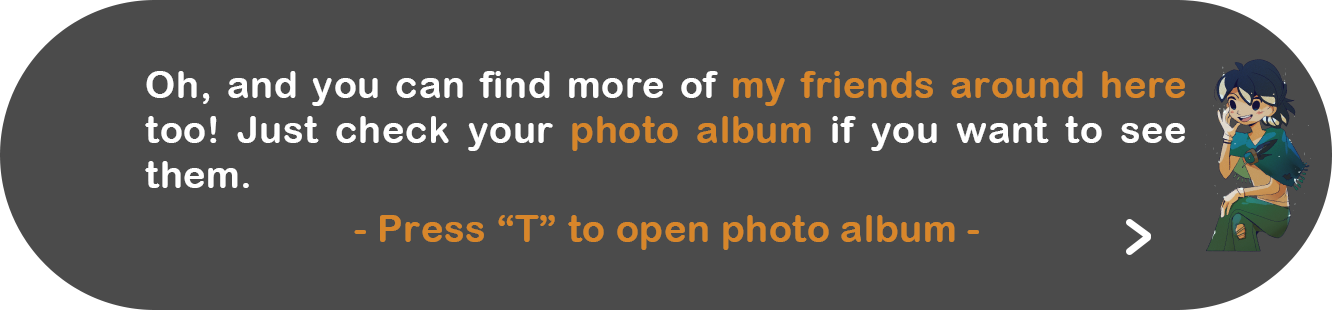 Oh, and you can find more of my friends around here
too! Just check your photo album if you want to see
them.
- Press “T” to open photo album -